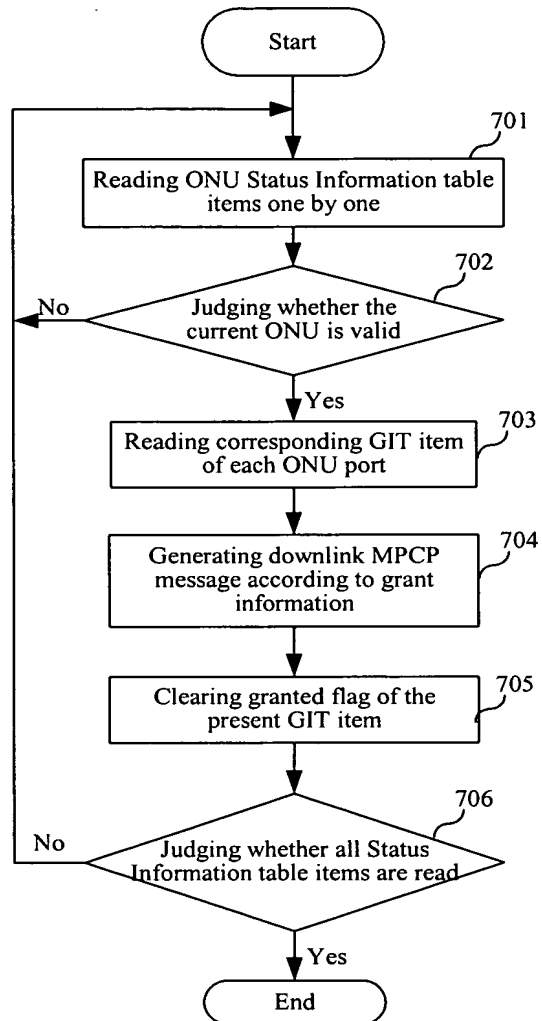 Start
701
Reading ONU Status Information table
items one by one
702
No
Judging whether the
current ONU is valid
Yes
703
Reading corresponding GIT item
of each ONU port
704
Generating downlink MPCP
message according to grant
information
705
Clearing granted flag of the
present GIT item
706
No
Judging whether all Status
Information table items are read
Yes
End